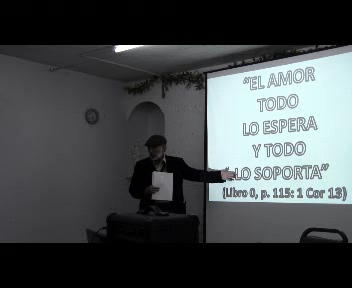 “EL AMOR
TODO
LO ESPERA
Y TODO
LO SOPORTA”
(Libro 0, p. 115: 1 Cor 13)